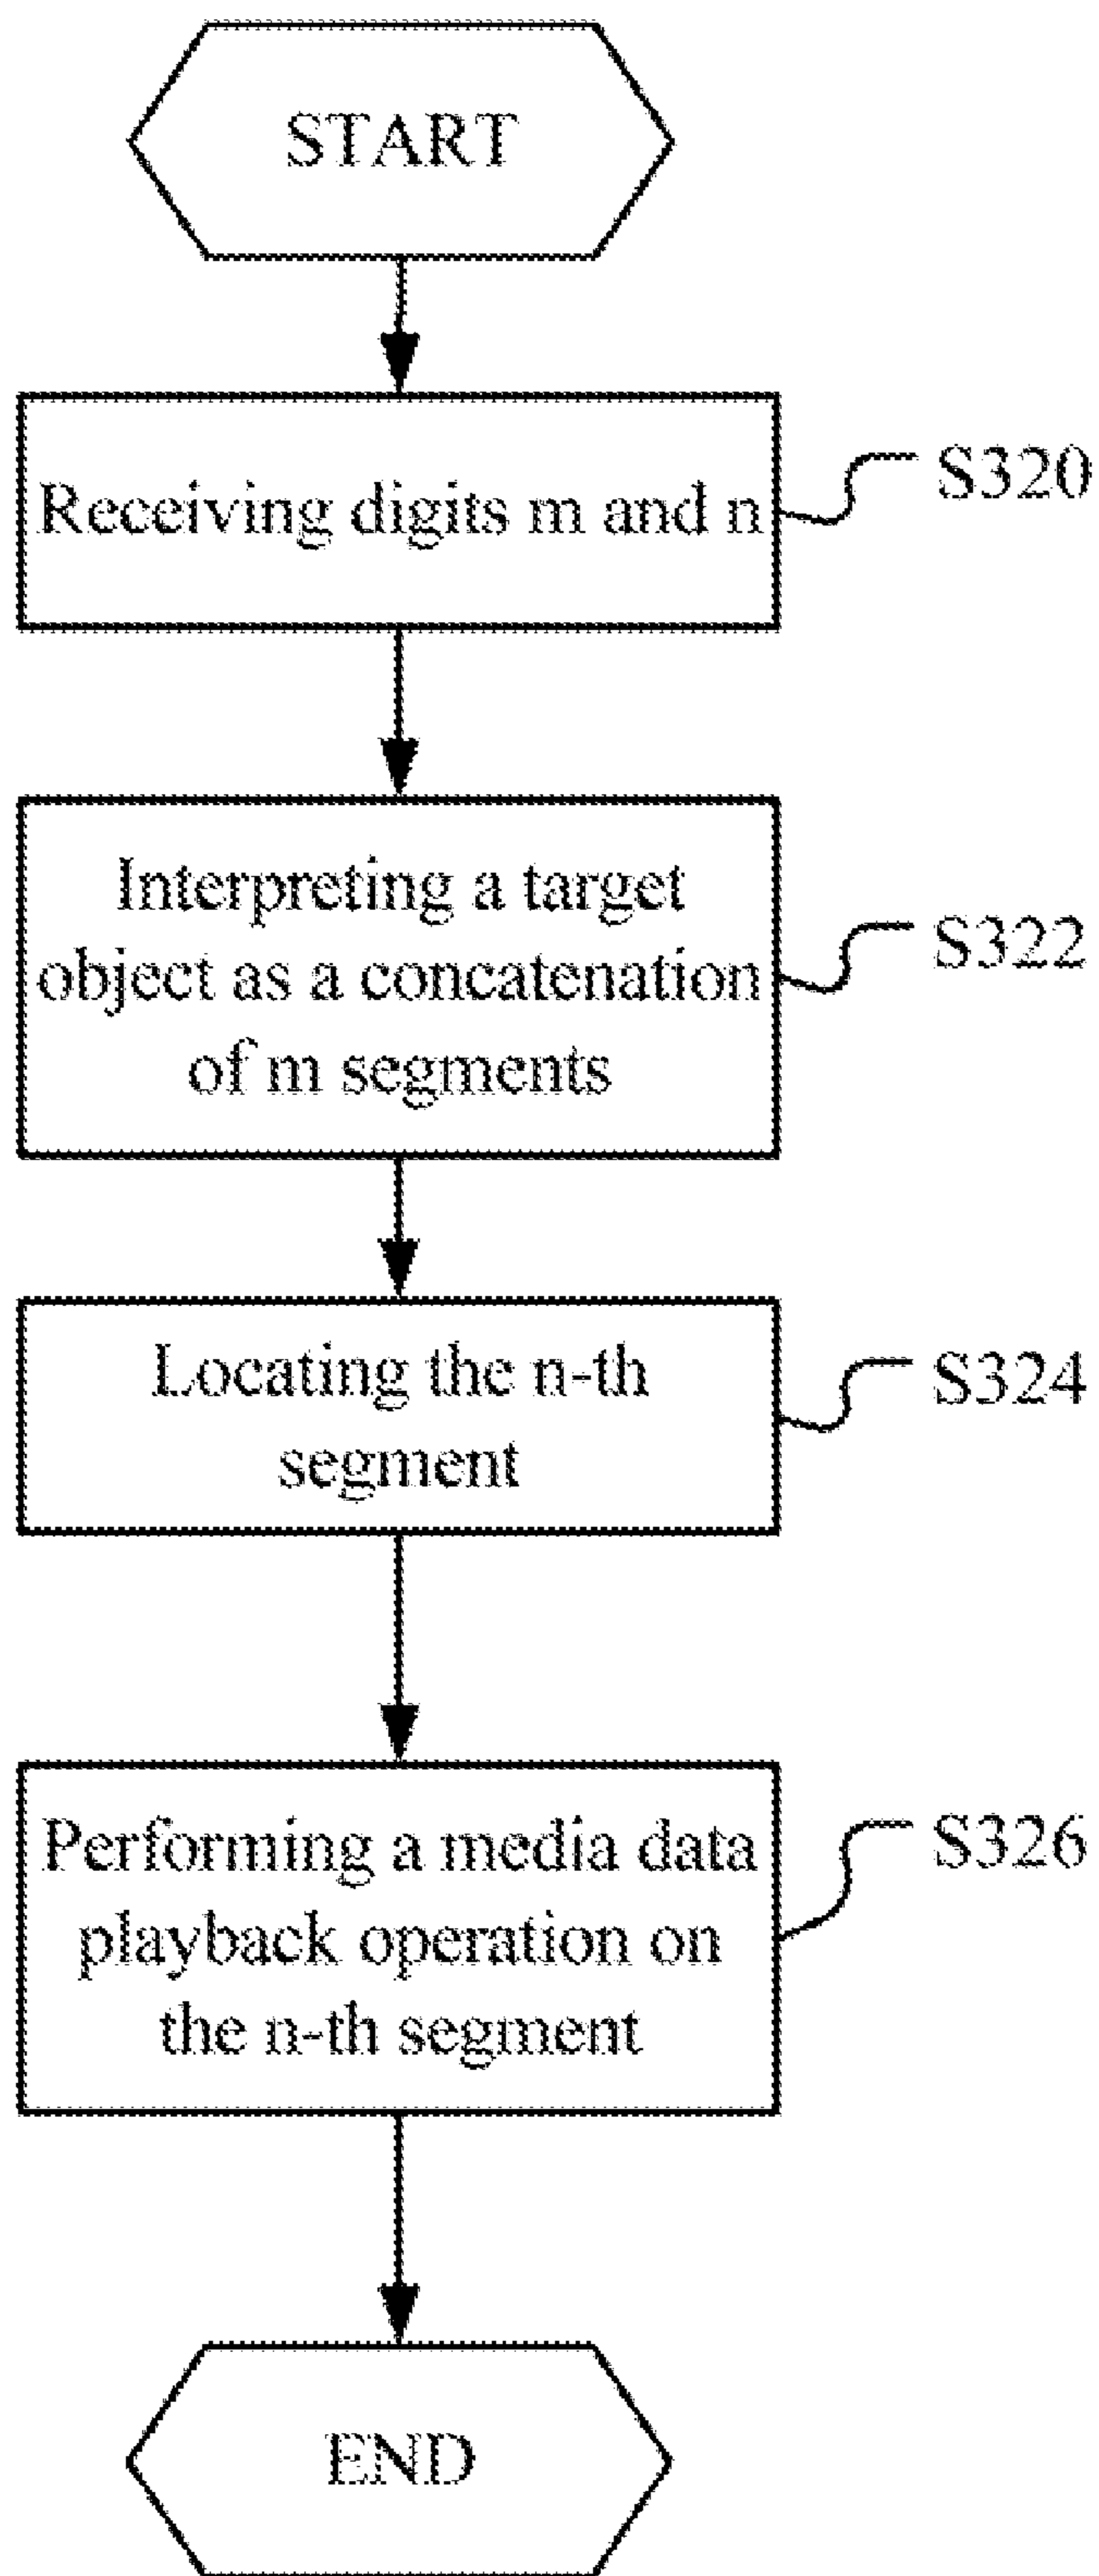 START
Receiving digits m and n
S320
Interpreting a target
object as a concatenation
of m segments
S322
Locating the n-th
segment
S324
Performing a media data
playback operation on
the n-th segment
S326
END